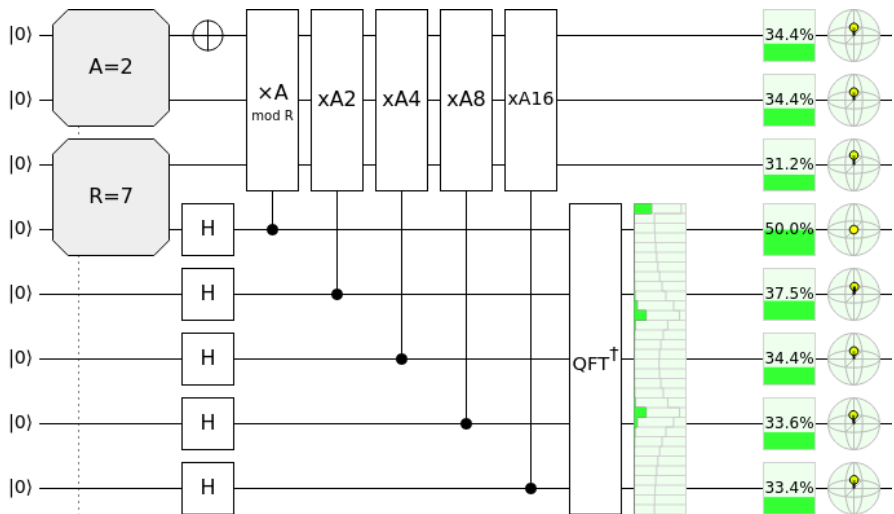 |0⟩
A=2
34.4%
|0⟩
×A
mod R
xA2
xA4
xA8
xA16
34.4%
|0⟩
R=7
31.2%
|0⟩
H
50.0%
|0⟩
H
37.5%
|0⟩
H
QFT†
34.4%
|0⟩
H
33.6%
|0⟩
H
33.4%